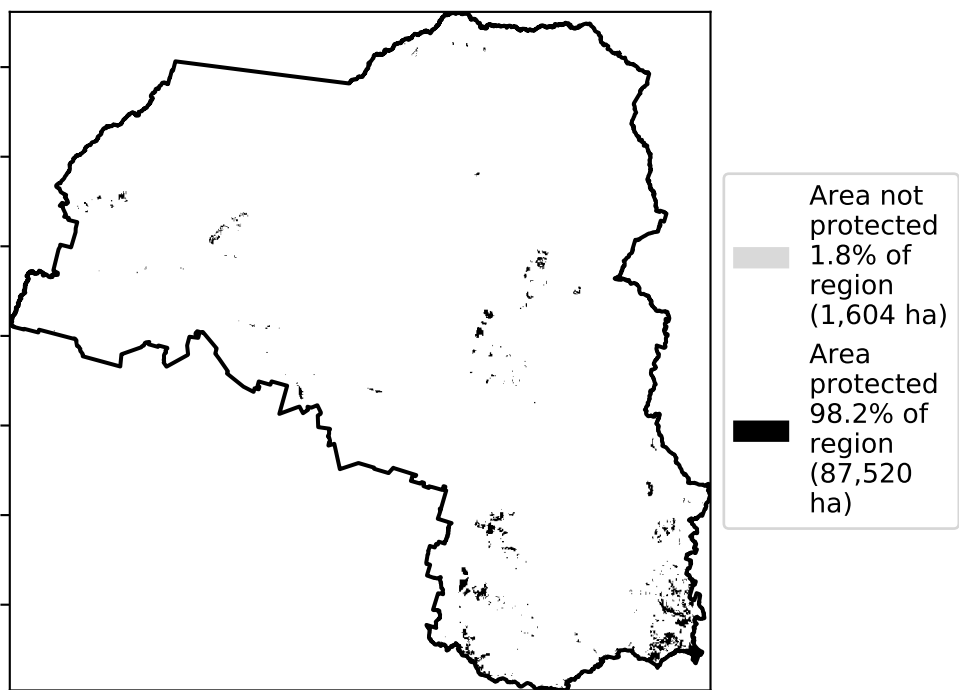 Area not
protected
1.8% of
region
(1,604 ha)
Area
protected
98.2% of
region
(87,520
ha)